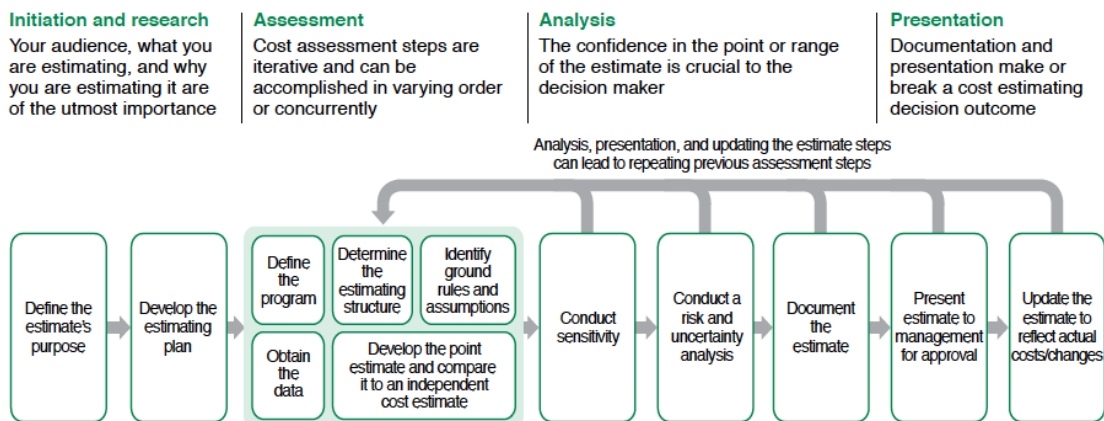 Initiation and research
Your audience, what you
are estimating, and why
you are estimating it are
of the utmost importance
Assessment
Cost assessment steps are
iterative and can be
accomplished in varying order
or concurrently
Analysis
The confidence in the point or range
of the estimate is crucial to the
decision maker
Presentation
Documentation and
presentation make or
break a cost estimating
decision outcome
Analysis, presentation, and updating the estimate steps
can lead to repeating previous assessment steps
Define the
estimate's
purpose
Develop the
estimating
plan
Define
the
program
Determine
the
estimating
structure
Identify
ground
rules and
assumptions
Obtain
the
data
Develop the point
estimate and compare
it to an independent
cost estimate
Conduct
sensitivity
Conduct a
risk and
uncertainty
analysis
Document
the
estimate
Present
estimate to
management
for approval
Update the
estimate to
reflect actual
costs/changes